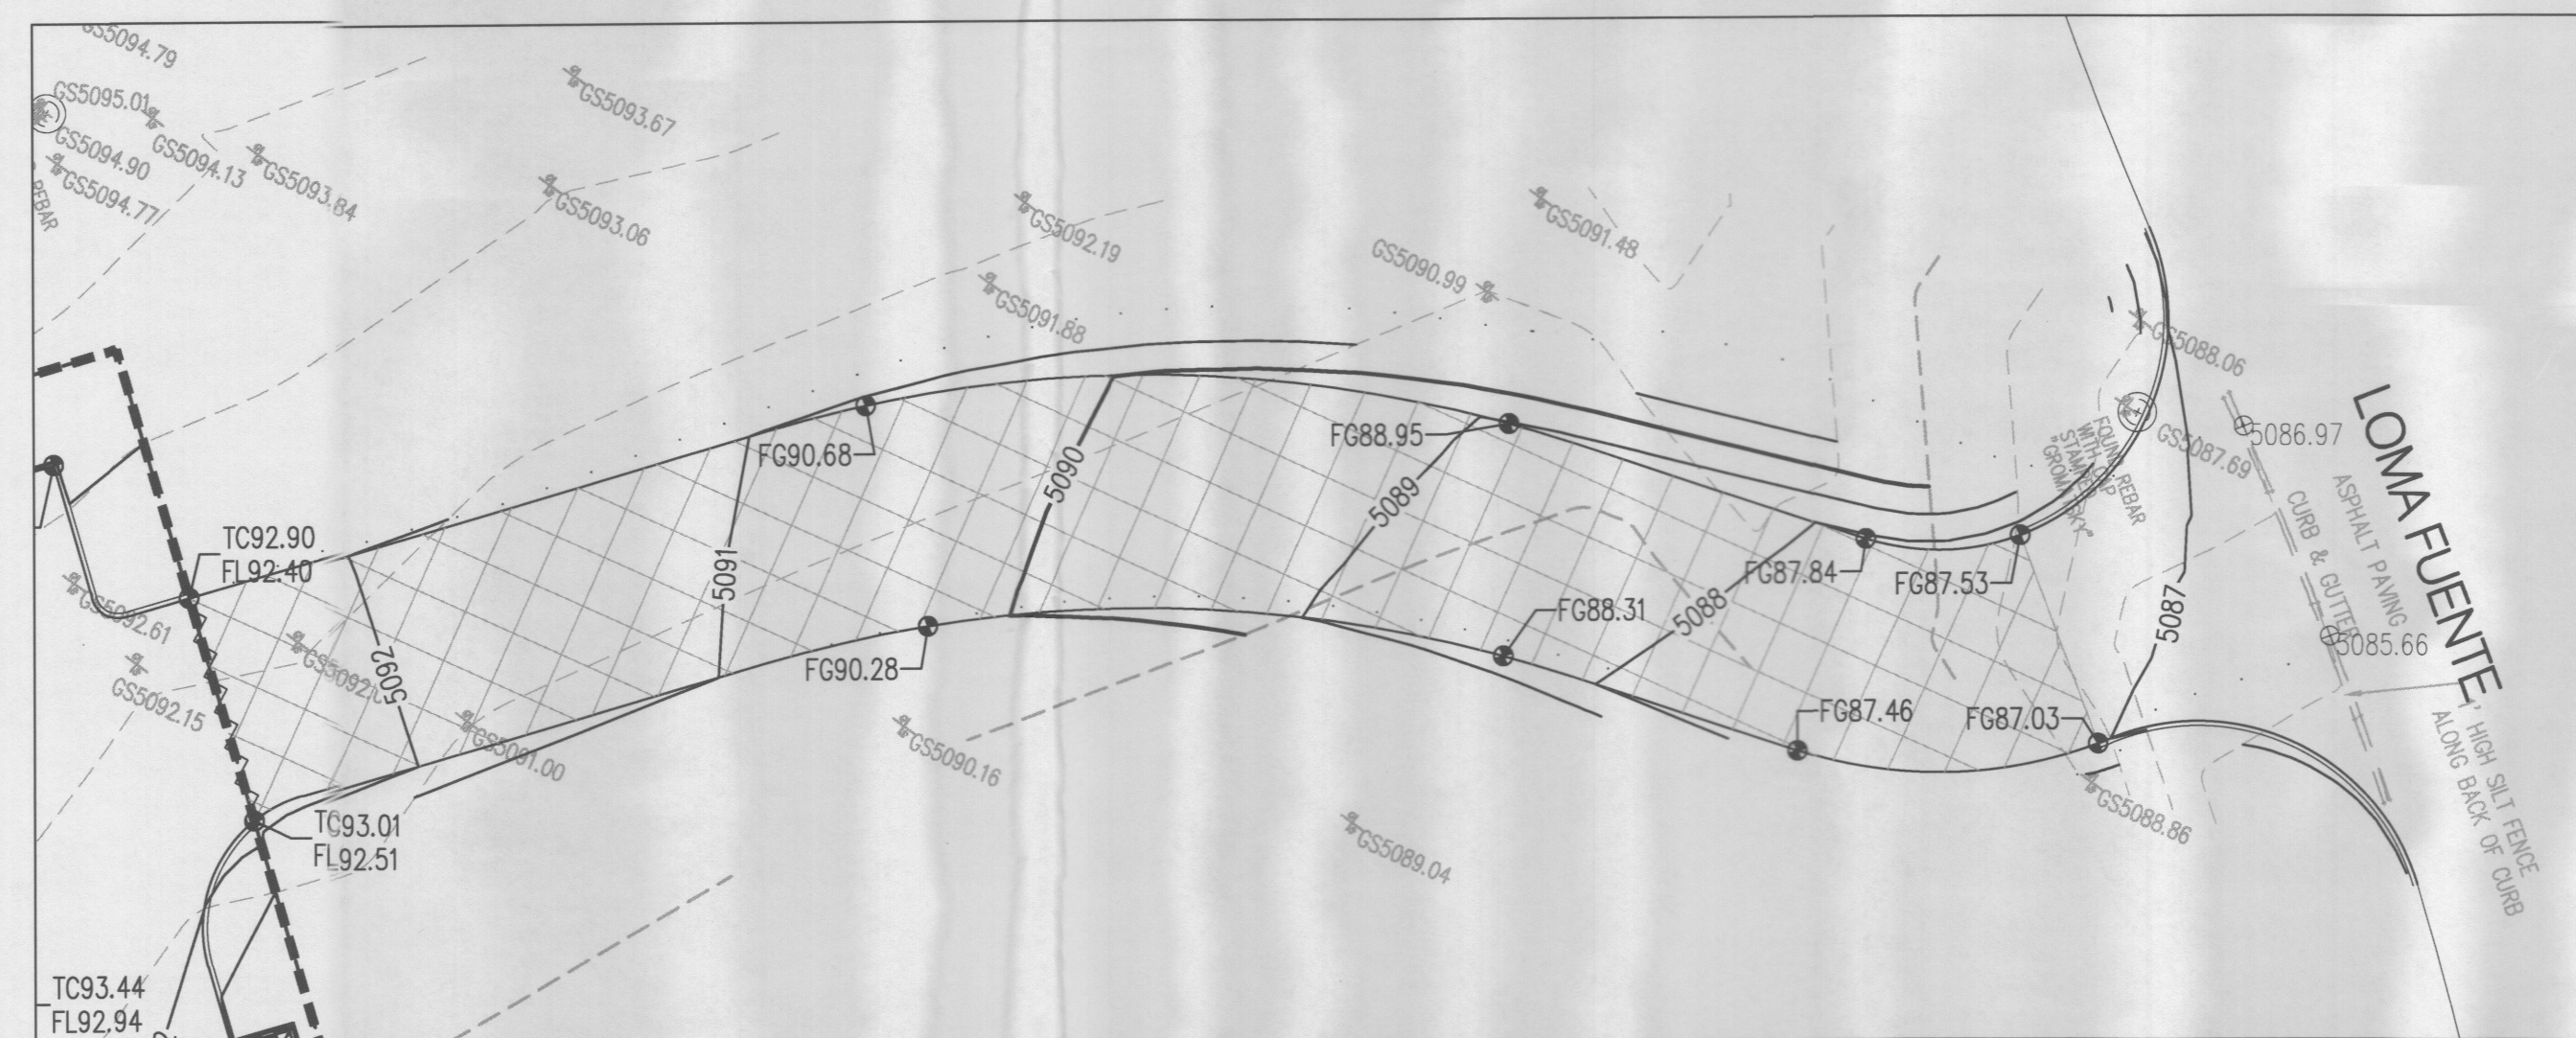 GS5094.79
GS5095.01
GS5094.90
GS5094.77
REBAR
GS5094.13
GS5093.84
GS5093.67
GS5093.06
GS5092.19
GS5091.88
GS5091.48
GS5090.99
GS5088.06
GS5087.69
5086.97
5085.66
LOMA FUENTE
ASPHALT PAVING
CURB & GUTTER
HIGH SILT FENCE
ALONG BACK OF CURB
FOUND REBAR
WITH CAP
STAMPED
FG90.68
FG88.95
FG87.84
FG87.53
FG88.31
FG87.46
FG87.03
FG90.28
5092
5091
5090
5089
5088
5087
TC92.90
FL92.40
GS5092.61
GS5092.15
GS5091.00
GS5090.16
GS5089.04
GS5088.86
TC93.01
FL92.51
TC93.44
FL92.94